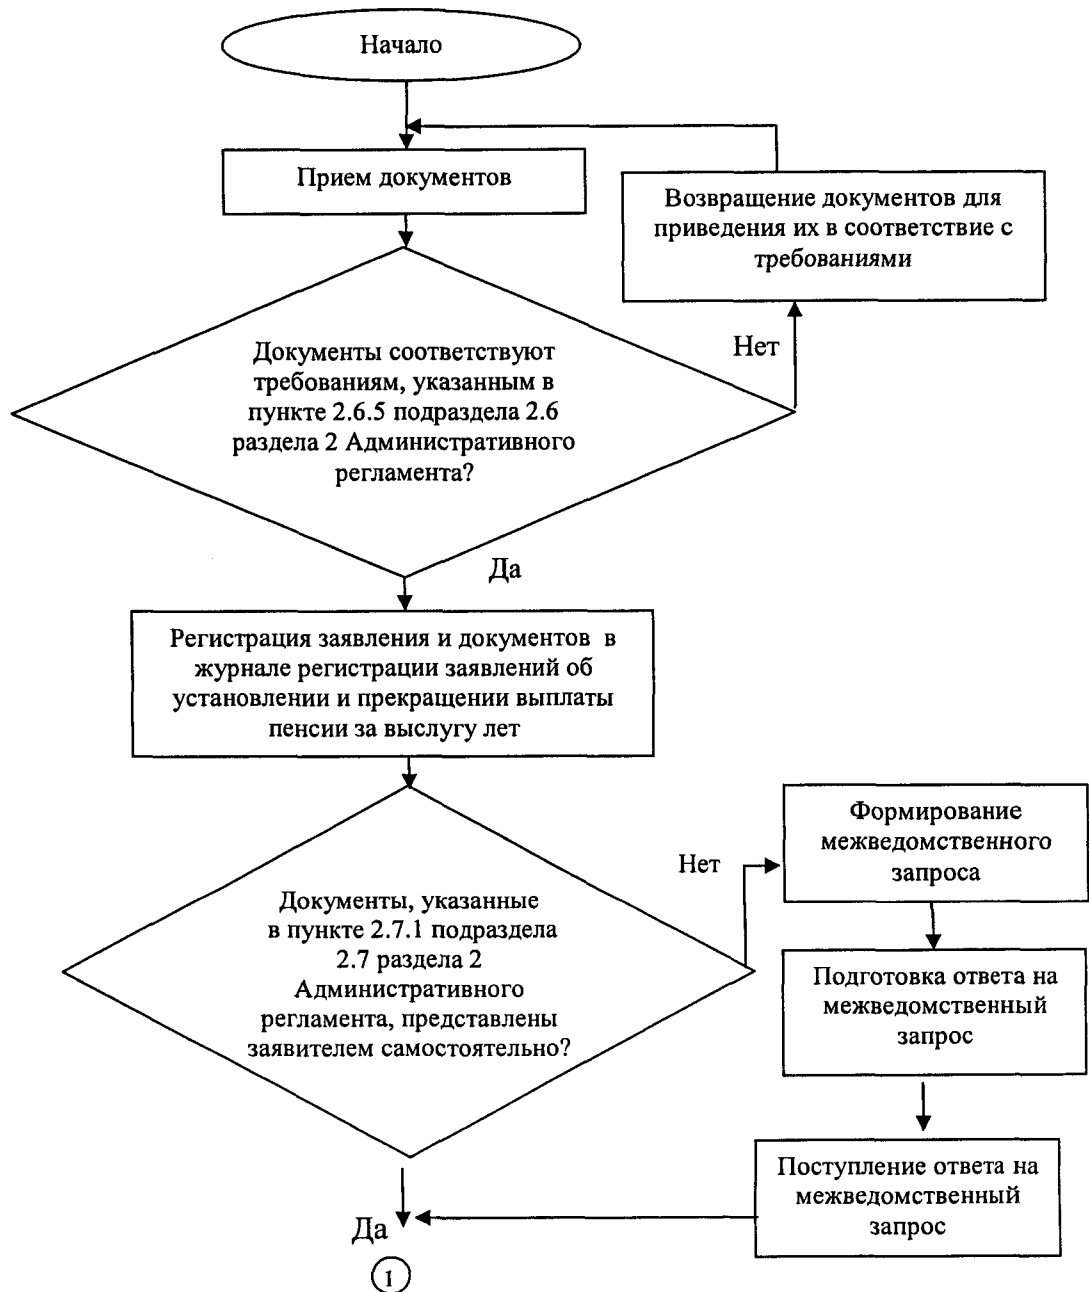 Начало
Прием документов
Возвращение документов для
приведения их в соответствие с
требованиями
Нет
Документы соответствуют
требованиям, указанным в
пункте 2.6.5 подраздела 2.6
раздела 2 Административного
регламента?
Да
Регистрация заявления и документов в
журнале регистрации заявлений об
установлении и прекращении выплаты
пенсии за выслугу лет
Формирование
межведомственного
запроса
Нет
Документы, указанные
в пункте 2.7.1 подраздела
2.7 раздела 2
Административного
регламента, представлены
заявителем самостоятельно?
Подготовка ответа на
межведомственный
запрос
Поступление ответа на
межведомственный
запрос
Да
1